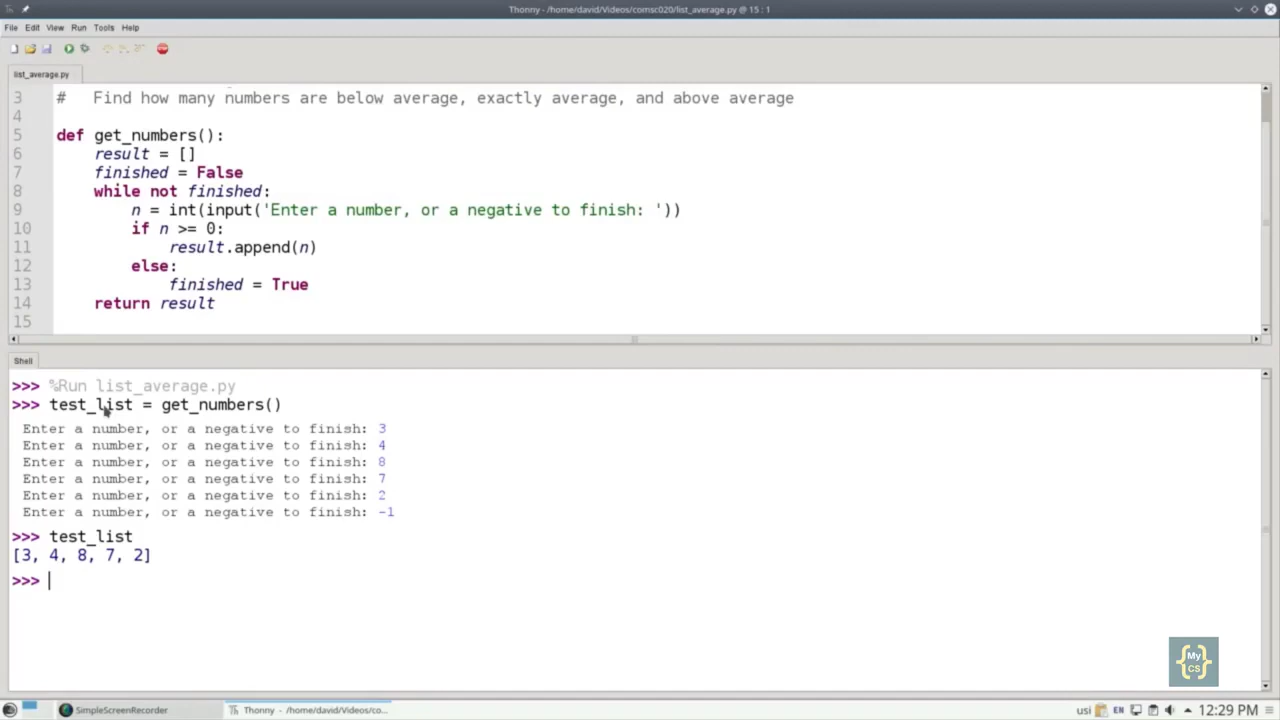 Thonny - /home/david/Videos/comsc020/list_average.py @ 15 : 1
File Edit View Run Tools Help
list_average.py
3 #   Find how many numbers are below average, exactly average, and above average
4
5 def get_numbers():
6     result = []
7     finished = False
8     while not finished:
9         n = int(input('Enter a number, or a negative to finish: '))
10         if n >= 0:
11             result.append(n)
12         else:
13             finished = True
14     return result
15
Shell
>>> %Run list_average.py
>>> test_list = get_numbers()
Enter a number, or a negative to finish: 3
Enter a number, or a negative to finish: 4
Enter a number, or a negative to finish: 8
Enter a number, or a negative to finish: 7
Enter a number, or a negative to finish: 2
Enter a number, or a negative to finish: -1
>>> test_list
[3, 4, 8, 7, 2]
>>>
{My CS}
SimpleScreenRecorder Thonny - /home/david/Videos/co... usi EN 12:29 PM